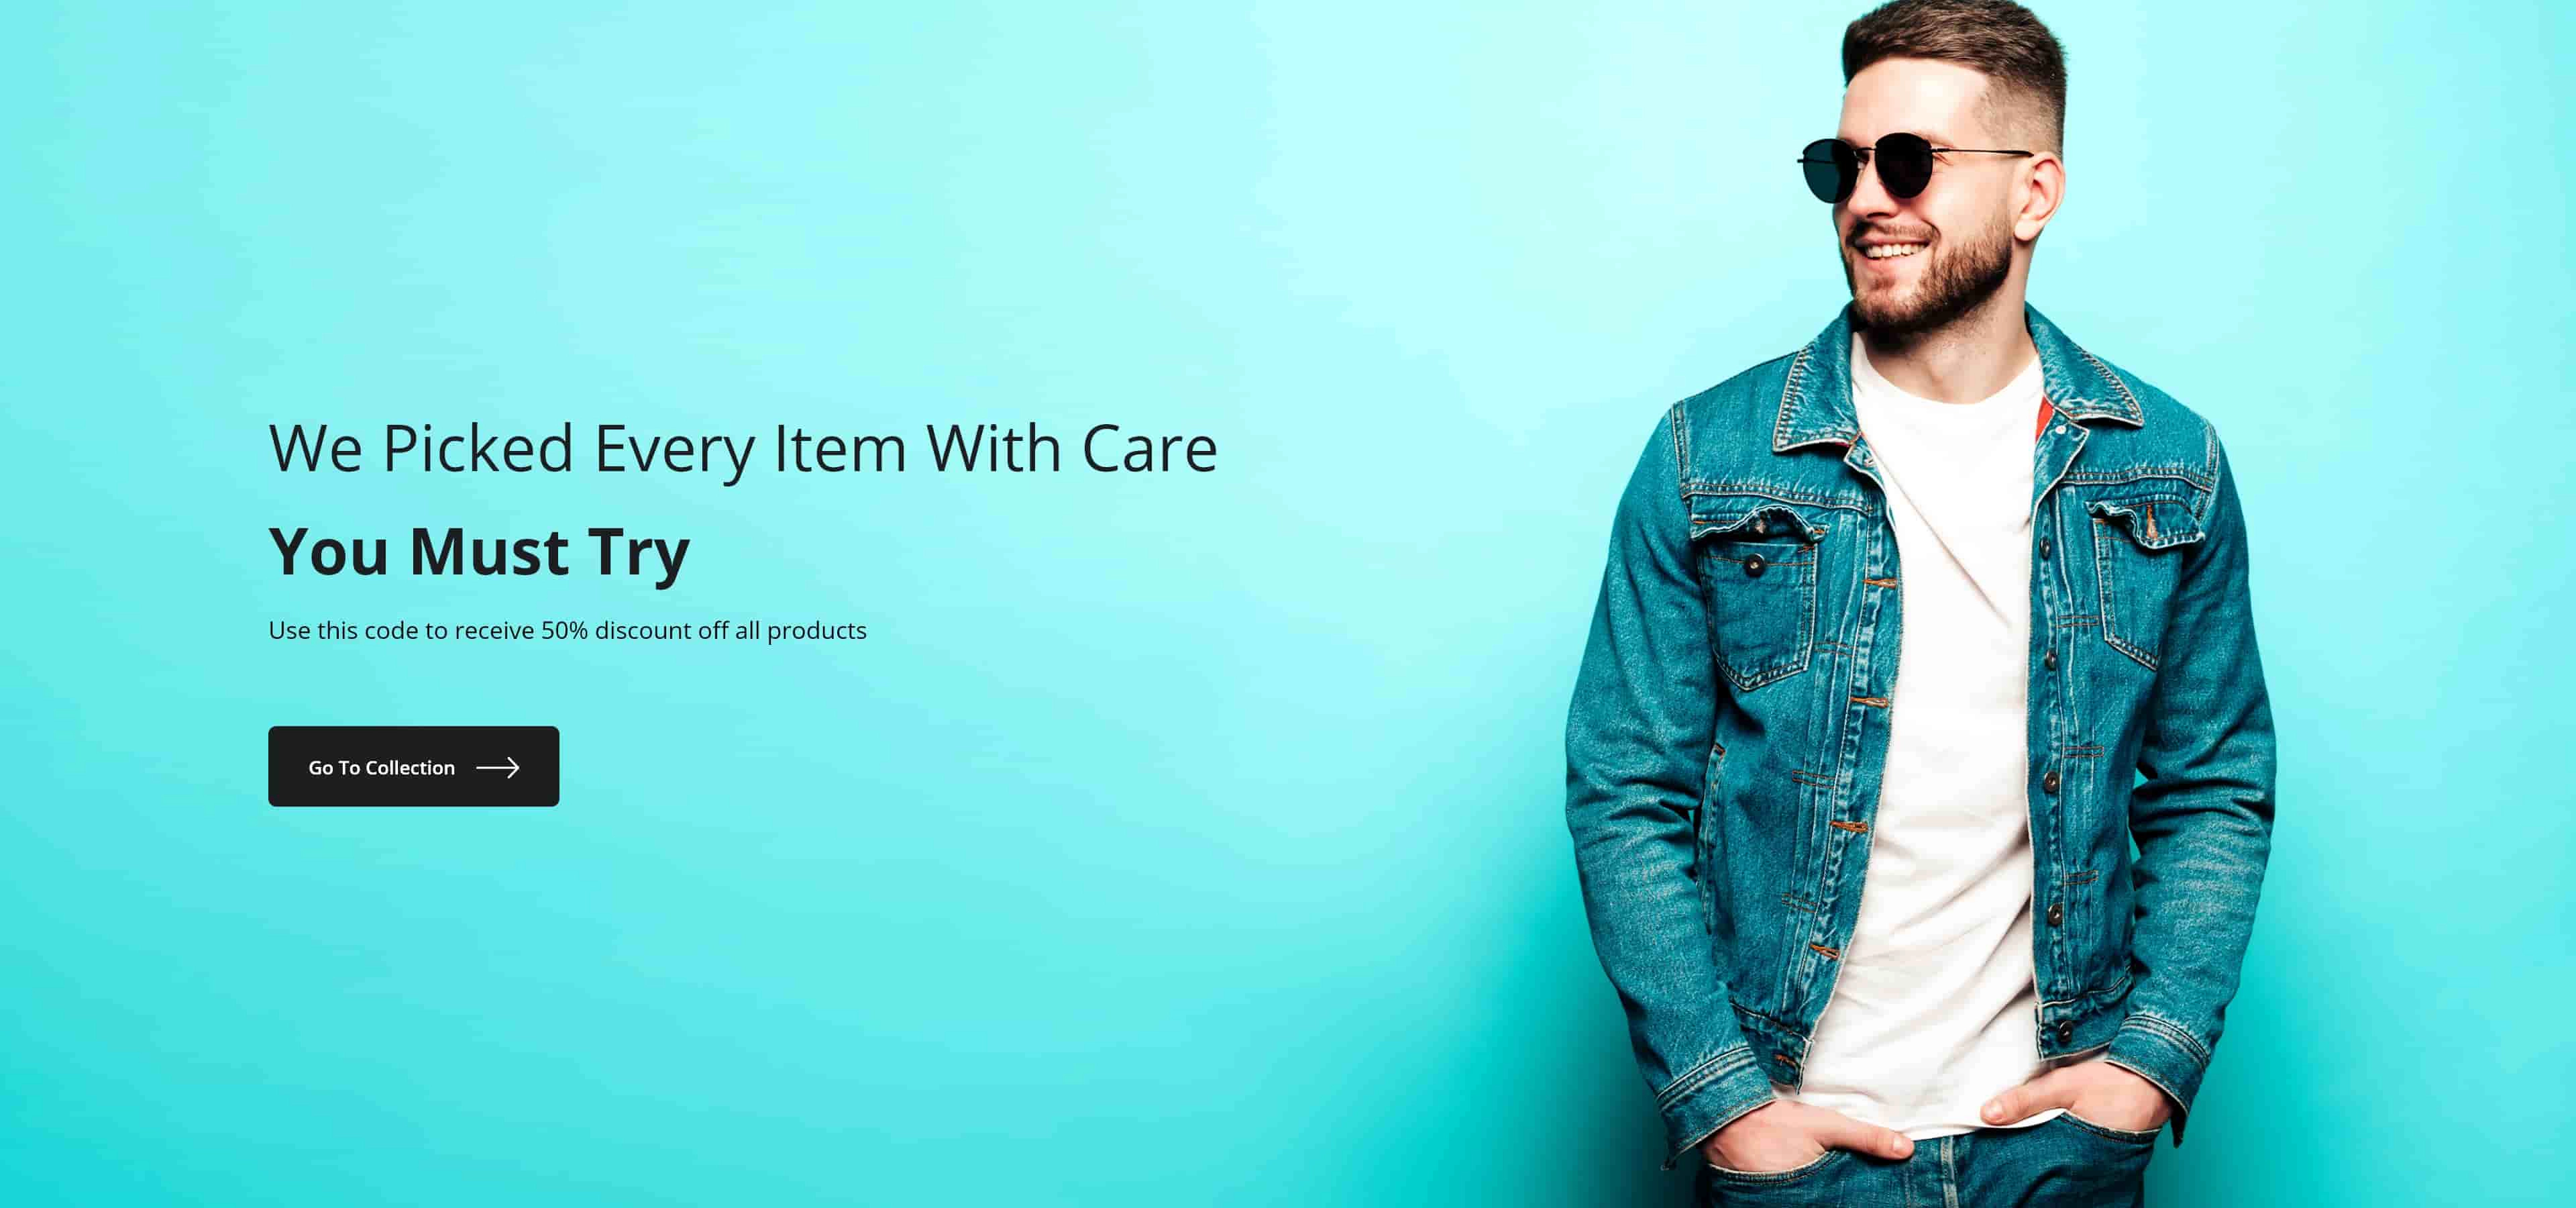 We Picked Every Item With Care
You Must Try
Use this code to receive 50% discount off all products
Go To Collection